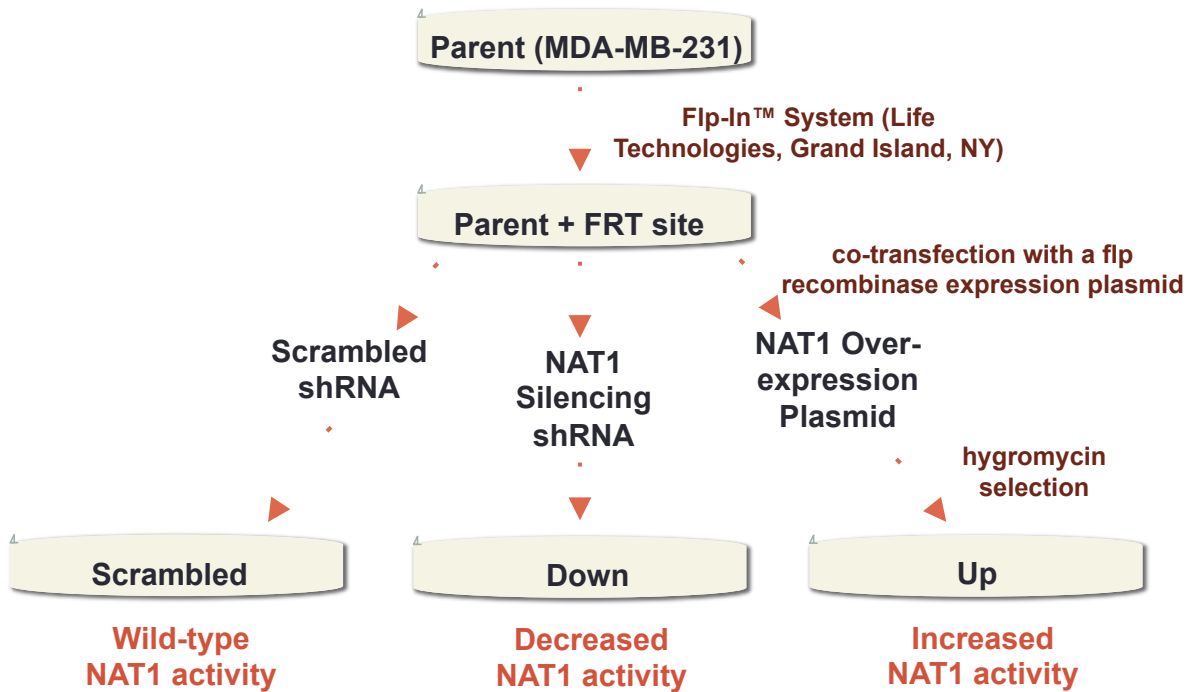 Parent (MDA-MB-231)
Flp-In™ System (Life
Technologies, Grand Island, NY)
Parent + FRT site
co-transfection with a flp
recombinase expression plasmid
Scrambled
shRNA
NAT1
Silencing
shRNA
NAT1 Over-
expression
Plasmid
hygromycin
selection
Scrambled
Down
Up
Wild-type
NAT1 activity
Decreased
NAT1 activity
Increased
NAT1 activity